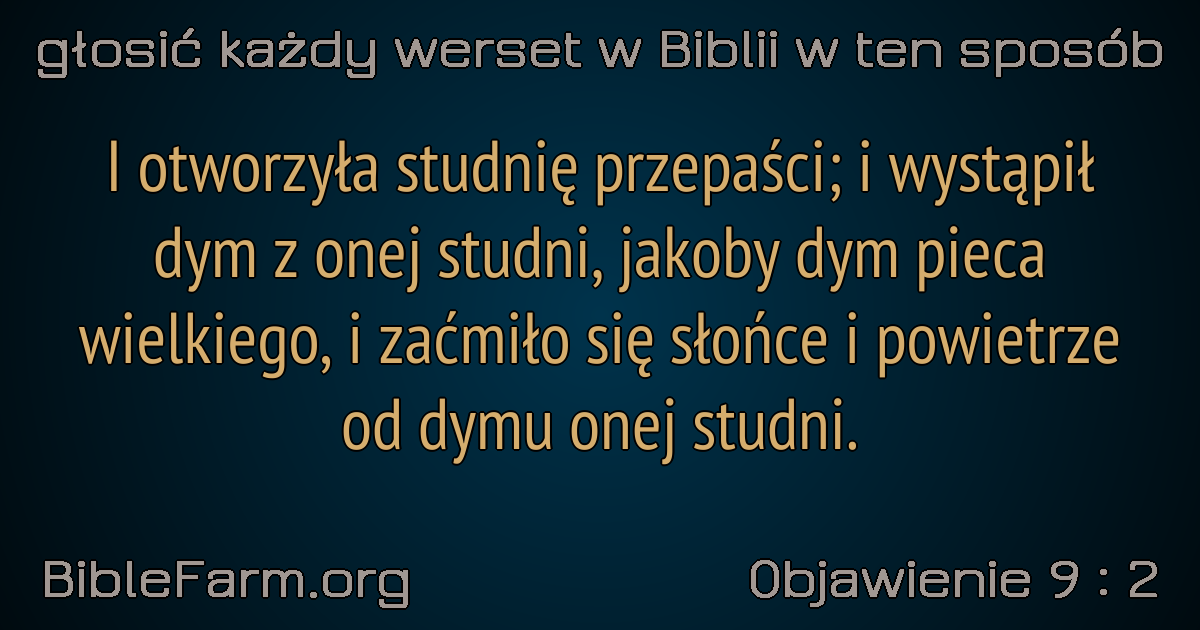 głosić każdy werset w Biblii w ten sposób
I otworzyła studnię przepaści; i wystąpił
dym z onej studni, jakoby dym pieca
wielkiego, i zaćmiło się słońce i powietrze
od dymu onej studni.
BibleFarm.org
Objawienie 9 : 2